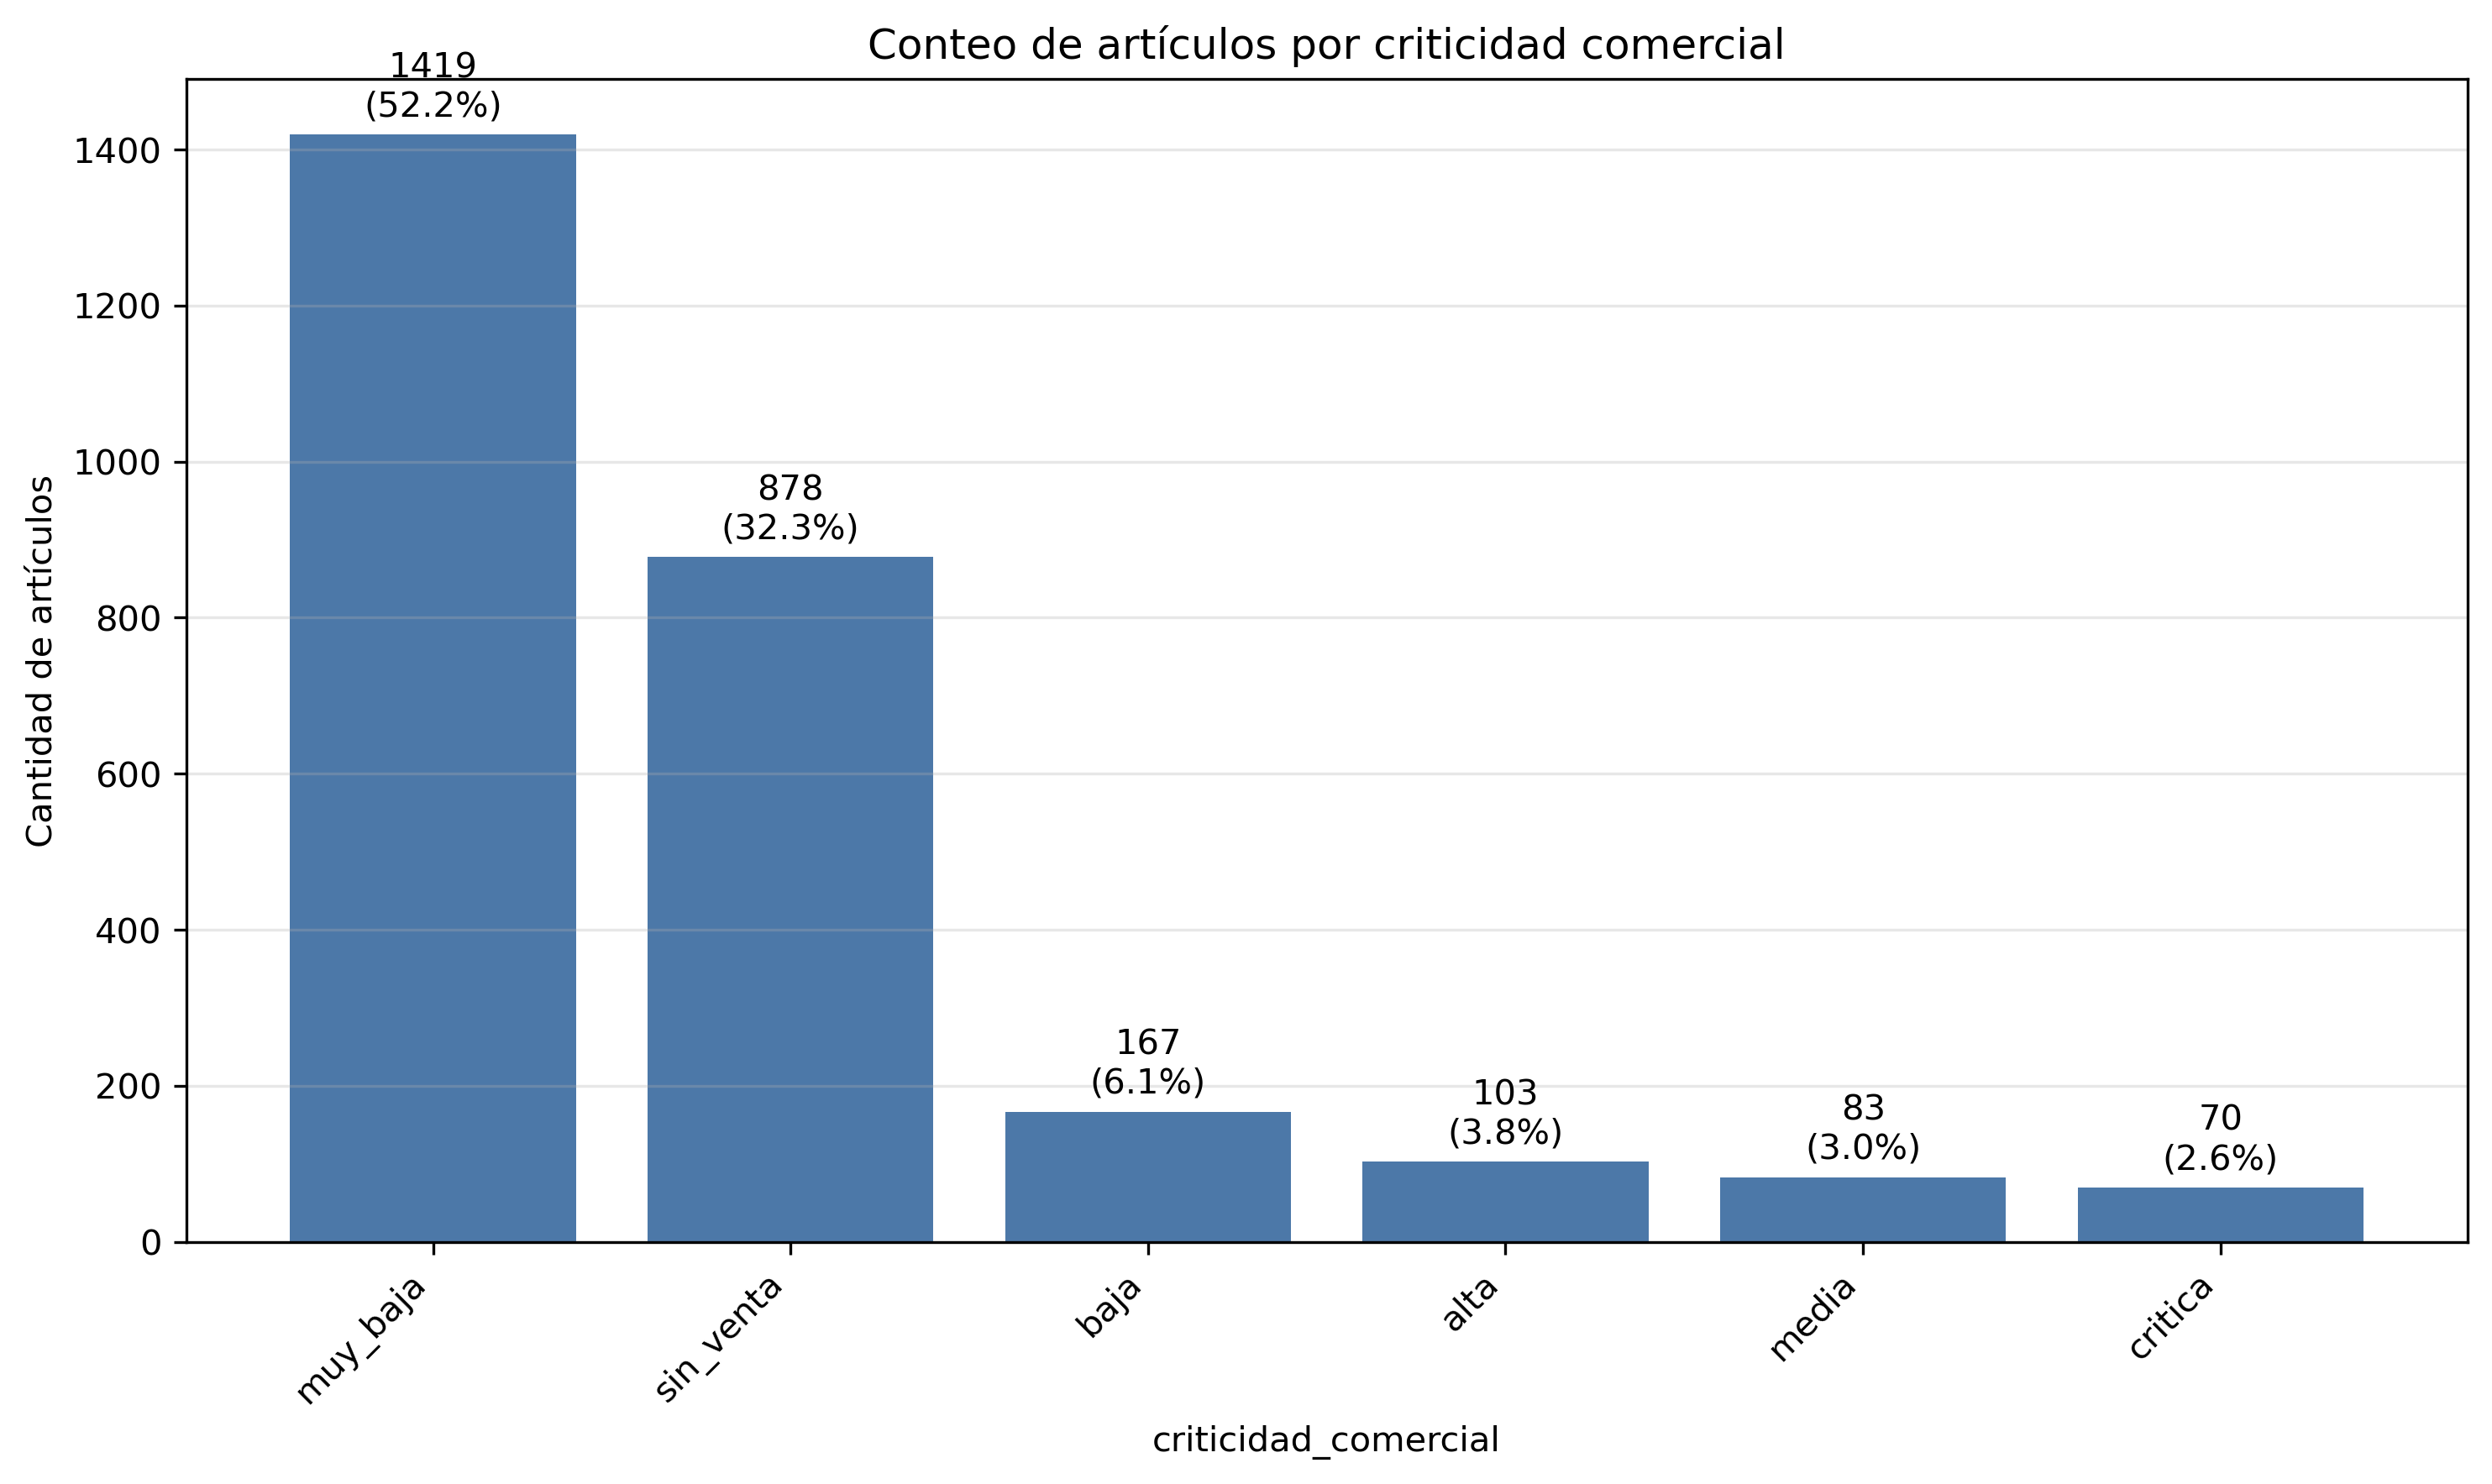 Conteo de artículos por criticidad comercial
Cantidad de artículos
1400
1200
1000
800
600
400
200
0
1419
(52.2%)
878
(32.3%)
167
(6.1%)
103
(3.8%)
83
(3.0%)
70
(2.6%)
muy_baja
sin_venta
baja
alta
media
critica
criticidad_comercial